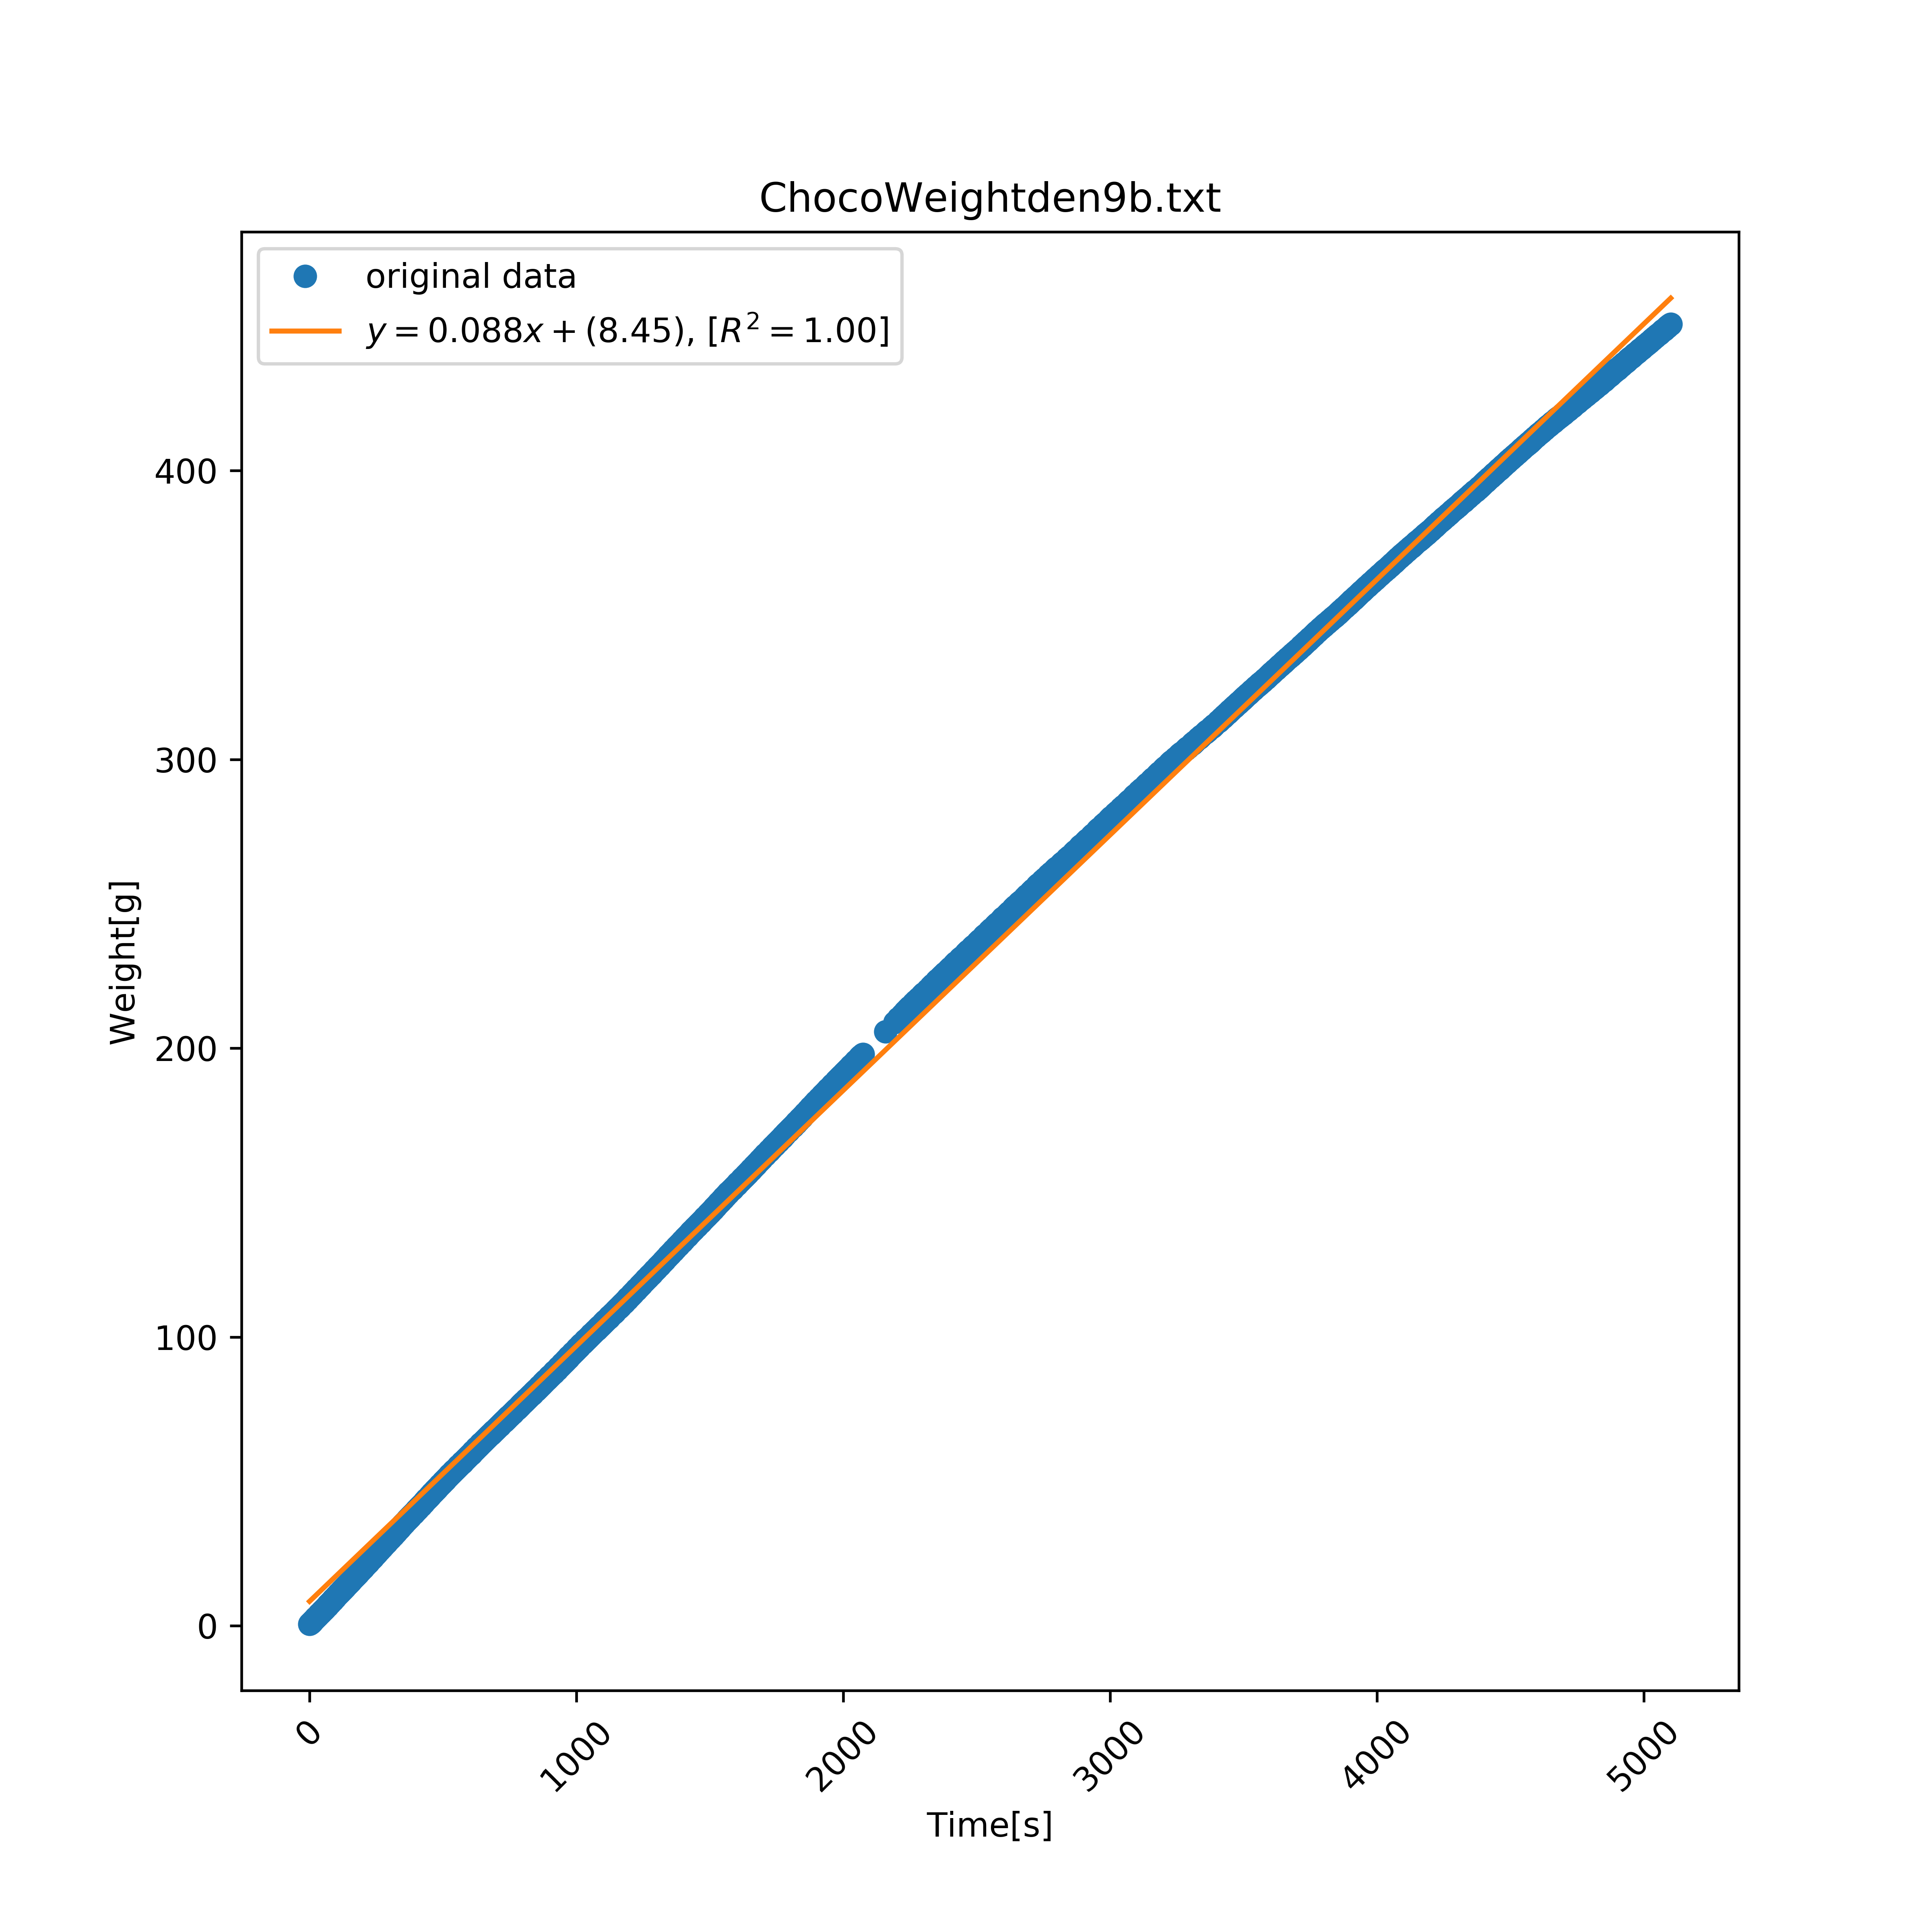 ChocoWeightden9b.txt
original data
y = 0.088x + (8.45), [R² = 1.00]
400
300
200
100
0
Weight[g]
0 1000 2000 3000 4000 5000
Time[s]